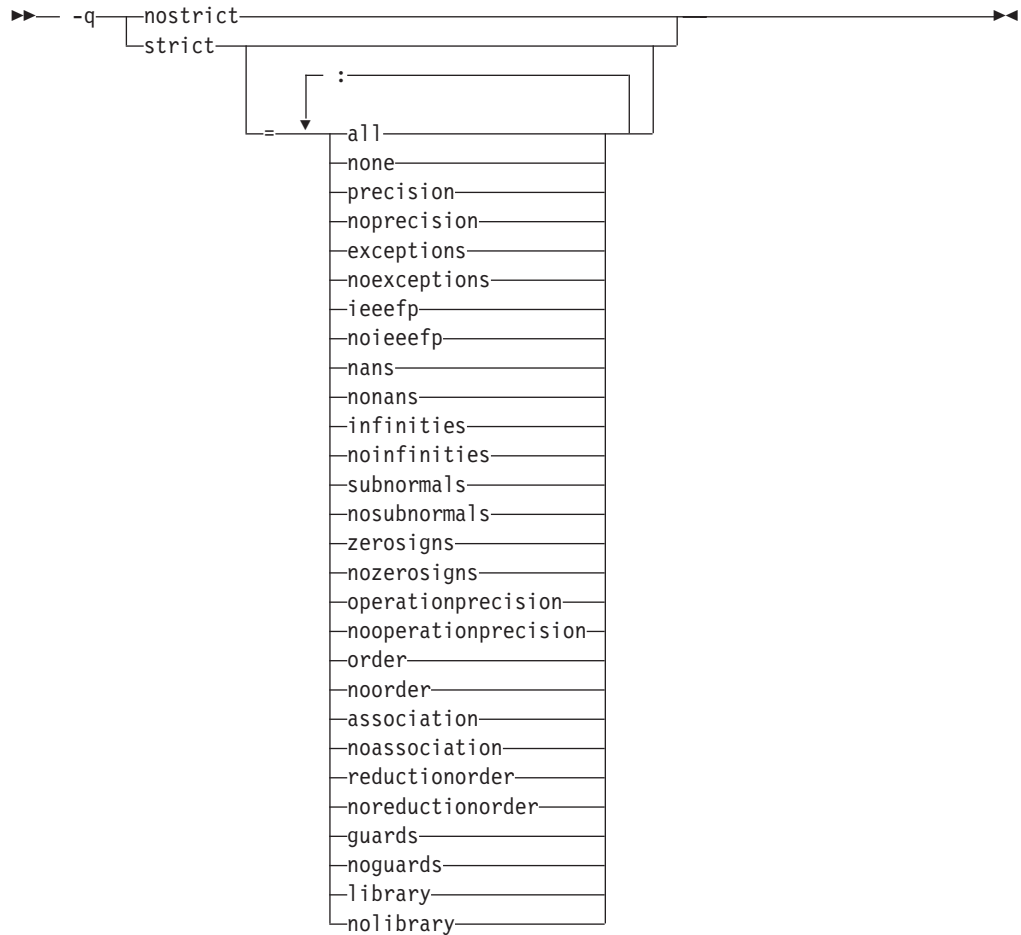 -q nostrict
strict
:
= all
none
precision
noprecision
exceptions
noexceptions
ieeefp
noieeefp
nans
nonans
infinities
noinfinities
subnormals
nosubnormals
zerosigns
nozerosigns
operationprecision
nooperationprecision
order
noorder
association
noassociation
reductionorder
noreductionorder
guards
noguards
library
nolibrary